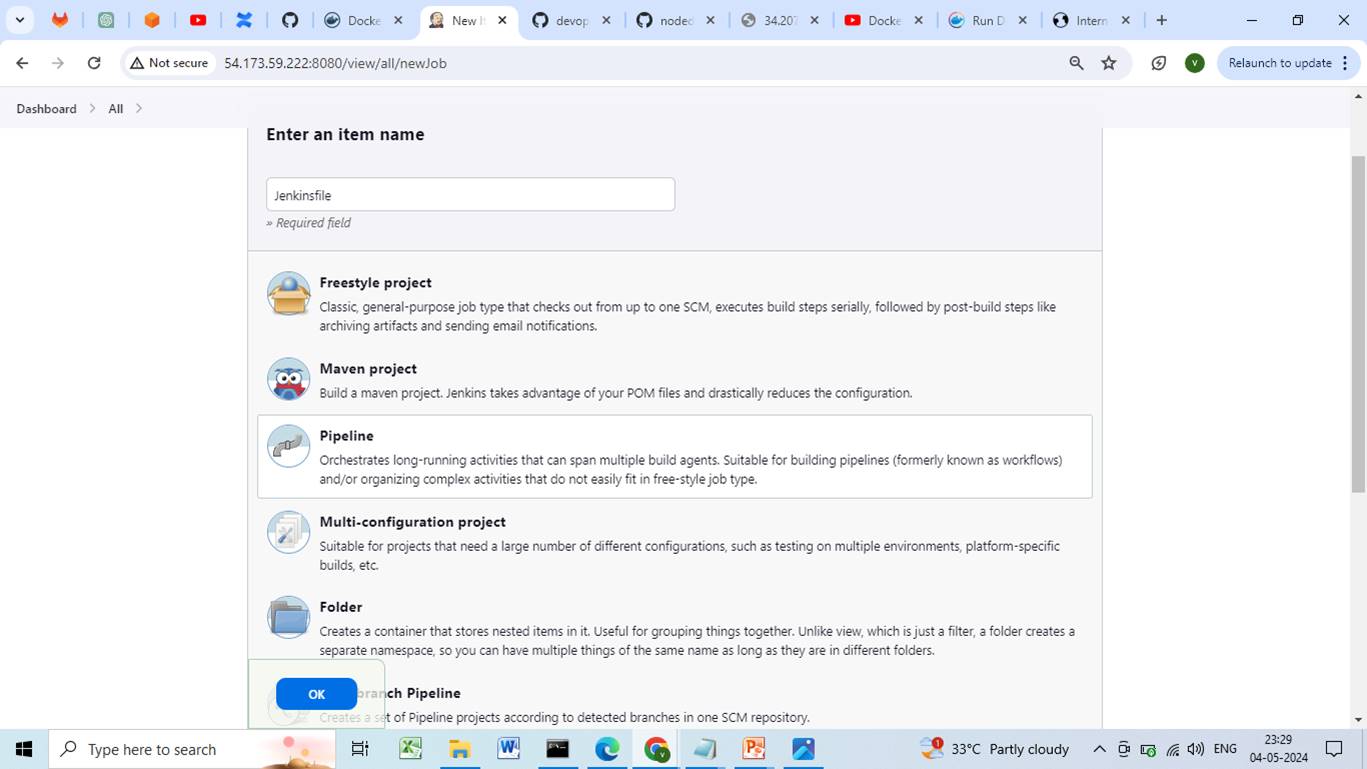 Docke
New It
devop
noded
34.207
Docke
Run D
Intern
Not secure
54.173.59.222:8080/view/all/newJob
V
Relaunch to update
Dashboard
All
Enter an item name
Jenkinsfile
» Required field
Freestyle project
Classic, general-purpose job type that checks out from up to one SCM, executes build steps serially, followed by post-build steps like
archiving artifacts and sending email notifications.
Maven project
Build a maven project. Jenkins takes advantage of your POM files and drastically reduces the configuration.
Pipeline
Orchestrates long-running activities that can span multiple build agents. Suitable for building pipelines (formerly known as workflows)
and/or organizing complex activities that do not easily fit in free-style job type.
Multi-configuration project
Suitable for projects that need a large number of different configurations, such as testing on multiple environments, platform-specific
builds, etc.
Folder
Creates a container that stores nested items in it. Useful for grouping things together. Unlike view, which is just a filter, a folder creates a
separate namespace, so you can have multiple things of the same name as long as they are in different folders.
OK
branch Pipeline
Creates a set of Pipeline projects according to detected branches in one SCM repository.
Type here to search
1
33°C Partly cloudy
ENG
23:29
04-05-2024